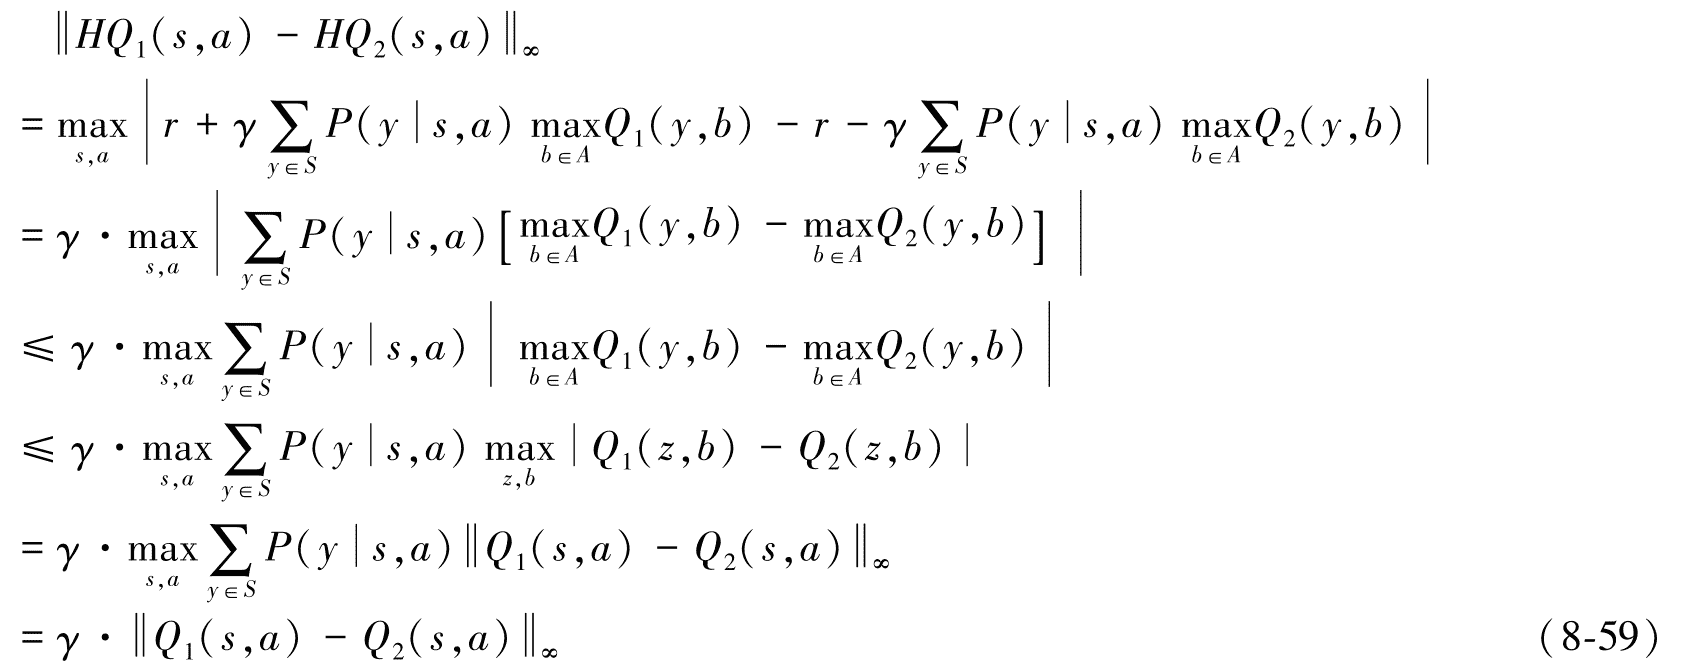 ‖HQ₁(s,a) - HQ₂(s,a)‖∞
= max_{s,a} | r + γ ∑_{y∈S} P(y|s,a) max_{b∈A} Q₁(y,b) - r - γ ∑_{y∈S} P(y|s,a) max_{b∈A} Q₂(y,b) |
= γ · max_{s,a} | ∑_{y∈S} P(y|s,a) [ max_{b∈A} Q₁(y,b) - max_{b∈A} Q₂(y,b) ] |
≤ γ · max_{s,a} ∑_{y∈S} P(y|s,a) | max_{b∈A} Q₁(y,b) - max_{b∈A} Q₂(y,b) |
≤ γ · max_{s,a} ∑_{y∈S} P(y|s,a) max_{z,b} | Q₁(z,b) - Q₂(z,b) |
= γ · max_{s,a} ∑_{y∈S} P(y|s,a) ‖Q₁(s,a) - Q₂(s,a)‖∞
= γ · ‖Q₁(s,a) - Q₂(s,a)‖∞ (8-59)